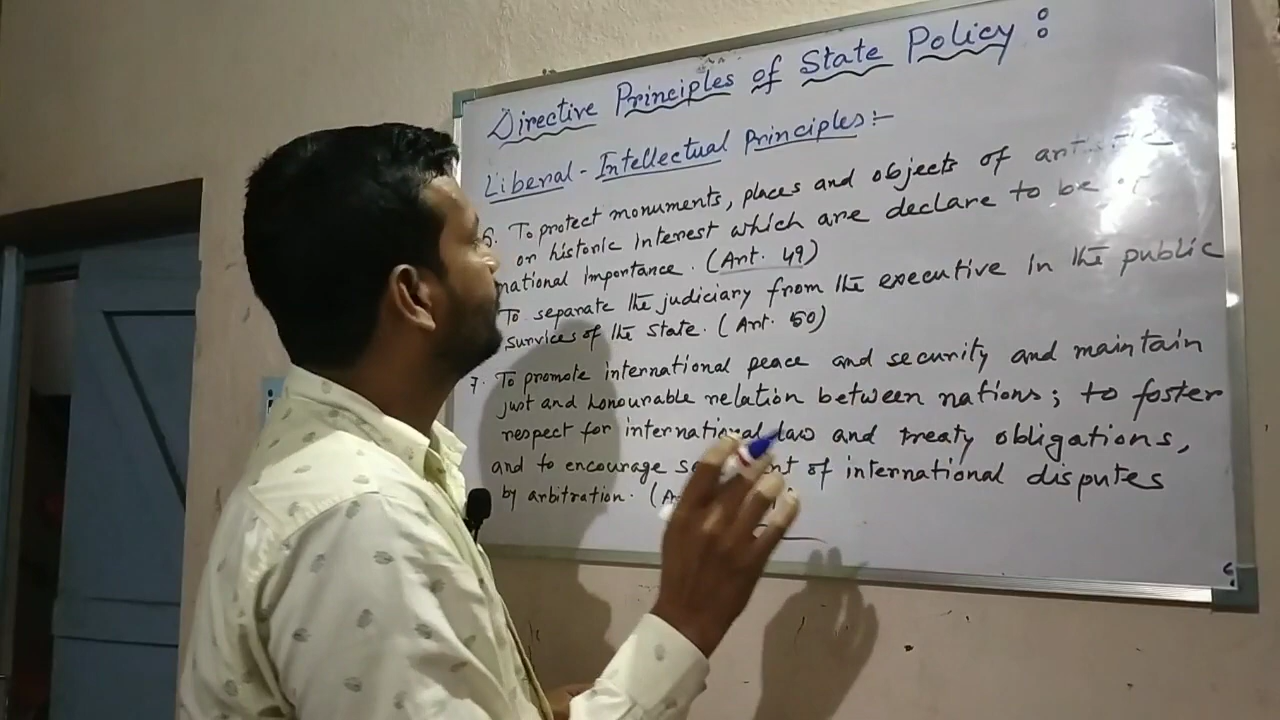 Directive Principles of State Policy :
Liberal - Intellectual Principles :-
6. To protect monuments, places and objects of
or historic interest which are declare to be of
national importance. (Art. 49)
To separate the judiciary from the executive in the public
survices of the State. (Art. 50)
7. To promote international peace and security and maintain
just and honourable relation between nations; to foster
respect for international law and treaty obligations,
and to encourage of international disputes
by arbitration.